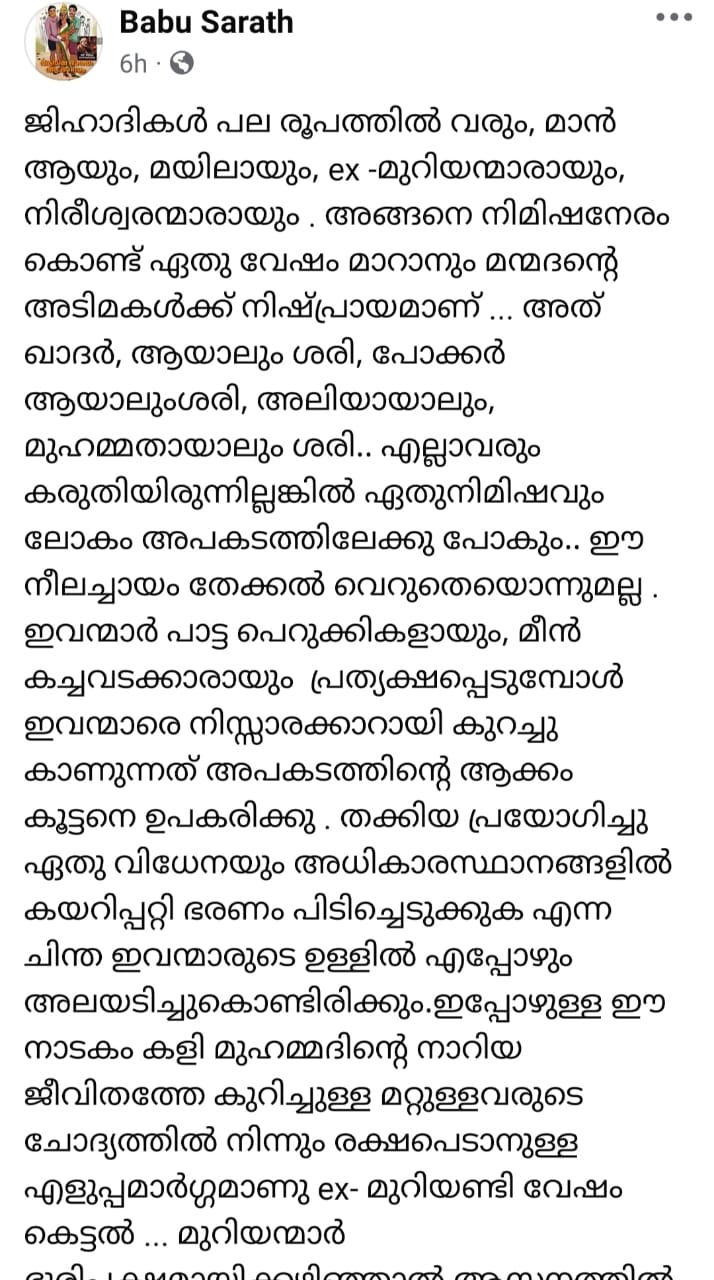 Babu Sarath
6h ·
ജിഹാദികൾ പല രൂപത്തിൽ വരും, മാൻ
ആയും, മയിലായും, ex -മുറിയന്മാരായും,
നിരീശ്വരന്മാരായും . അങ്ങനെ നിമിഷനേരം
കൊണ്ട് ഏതു വേഷം മാറാനും മന്മദന്റെ
അടിമകൾക്ക് നിഷ്പ്രായമാണ് ... അത്
ഖാദർ, ആയാലും ശരി, പോക്കർ
ആയാലുംശരി, അലിയായാലും,
മുഹമ്മതായാലും ശരി.. എല്ലാവരും
കരുതിയിരുന്നില്ലങ്കിൽ ഏതുനിമിഷവും
ലോകം അപകടത്തിലേക്കു പോകും.. ഈ
നീലച്ചായം തേക്കൽ വെറുതെയൊന്നുമല്ല .
ഇവന്മാർ പാട്ട പെറുക്കികളായും, മീൻ
കച്ചവടക്കാരായും പ്രത്യക്ഷപ്പെടുമ്പോൾ
ഇവന്മാരെ നിസ്സാരക്കാറായി കുറച്ചു
കാണുന്നത് അപകടത്തിന്റെ ആക്കം
കൂട്ടനെ ഉപകരിക്കു . തക്കിയ പ്രയോഗിച്ചു
ഏതു വിധേനയും അധികാരസ്ഥാനങ്ങളിൽ
കയറിപ്പറ്റി ഭരണം പിടിച്ചെടുക്കുക എന്ന
ചിന്ത ഇവന്മാരുടെ ഉള്ളിൽ എപ്പോഴും
അലയടിച്ചുകൊണ്ടിരിക്കും.ഇപ്പോഴുള്ള ഈ
നാടകം കളി മുഹമ്മദിന്റെ നാറിയ
ജീവിതത്തേ കുറിച്ചുള്ള മറ്റുള്ളവരുടെ
ചോദ്യത്തിൽ നിന്നും രക്ഷപെടാനുള്ള
എളുപ്പമാർഗ്ഗമാണു ex- മുറിയണ്ടി വേഷം
കെട്ടൽ ... മുറിയന്മാർ